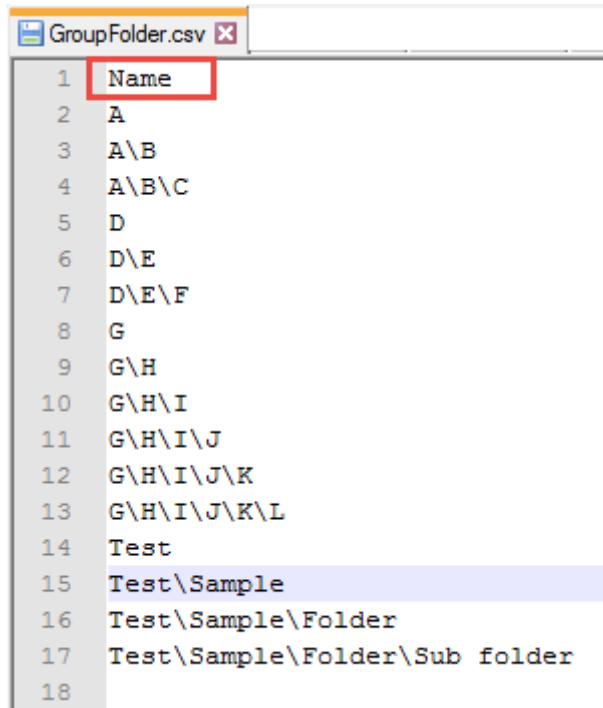 GroupFolder.csv
1 Name
2 A
3 A\B
4 A\B\C
5 D
6 D\E
7 D\E\F
8 G
9 G\H
10 G\H\I
11 G\H\I\J
12 G\H\I\J\K
13 G\H\I\J\K\L
14 Test
15 Test\Sample
16 Test\Sample\Folder
17 Test\Sample\Folder\Sub folder
18